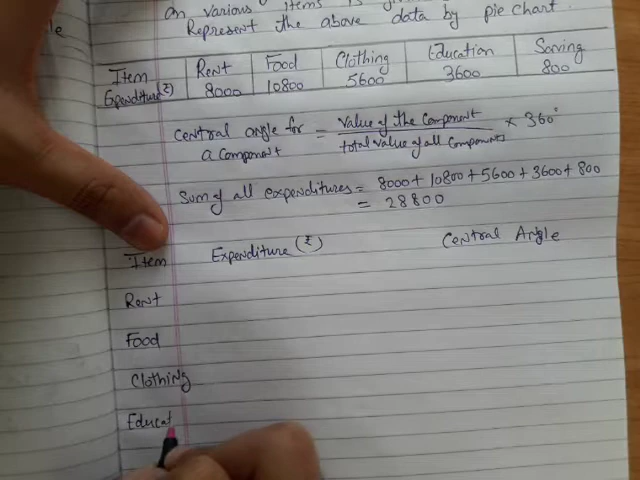 on various items is
Represent the above data by pie chart.
Item Rent Food Clothing Education Saving
Expenditure(₹) 8000 10800 5600 3600 800
Central angle for a component = Value of the component / total value of all components × 360°
Sum of all expenditures = 8000 + 10800 + 5600 + 3600 + 800
= 28800
Item Expenditure (₹) Central Angle
Rent
Food
Clothing
Educat